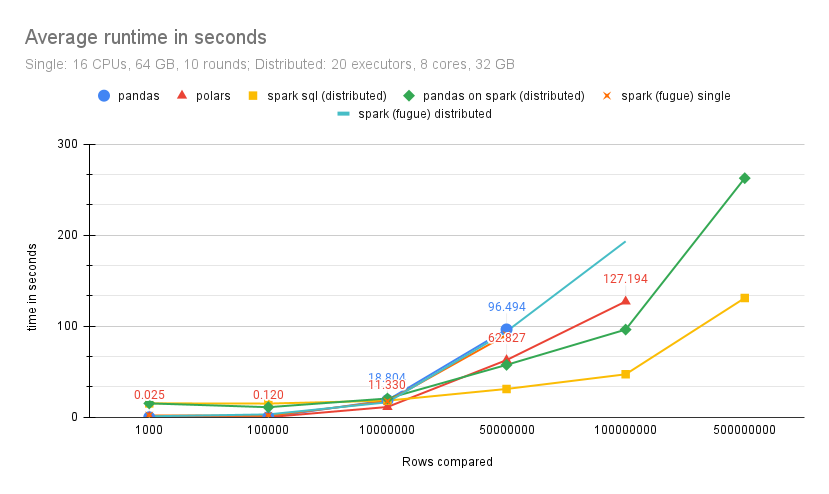 Average runtime in seconds
Single: 16 CPUs, 64 GB, 10 rounds; Distributed: 20 executors, 8 cores, 32 GB
pandas polars spark sql (distributed) pandas on spark (distributed) spark (fugue) single
spark (fugue) distributed
300
200
100
0
time in seconds
127.194
96.494
62.827
18.804
11.330
0.025 0.120
1000 100000 10000000 50000000 100000000 500000000
Rows compared